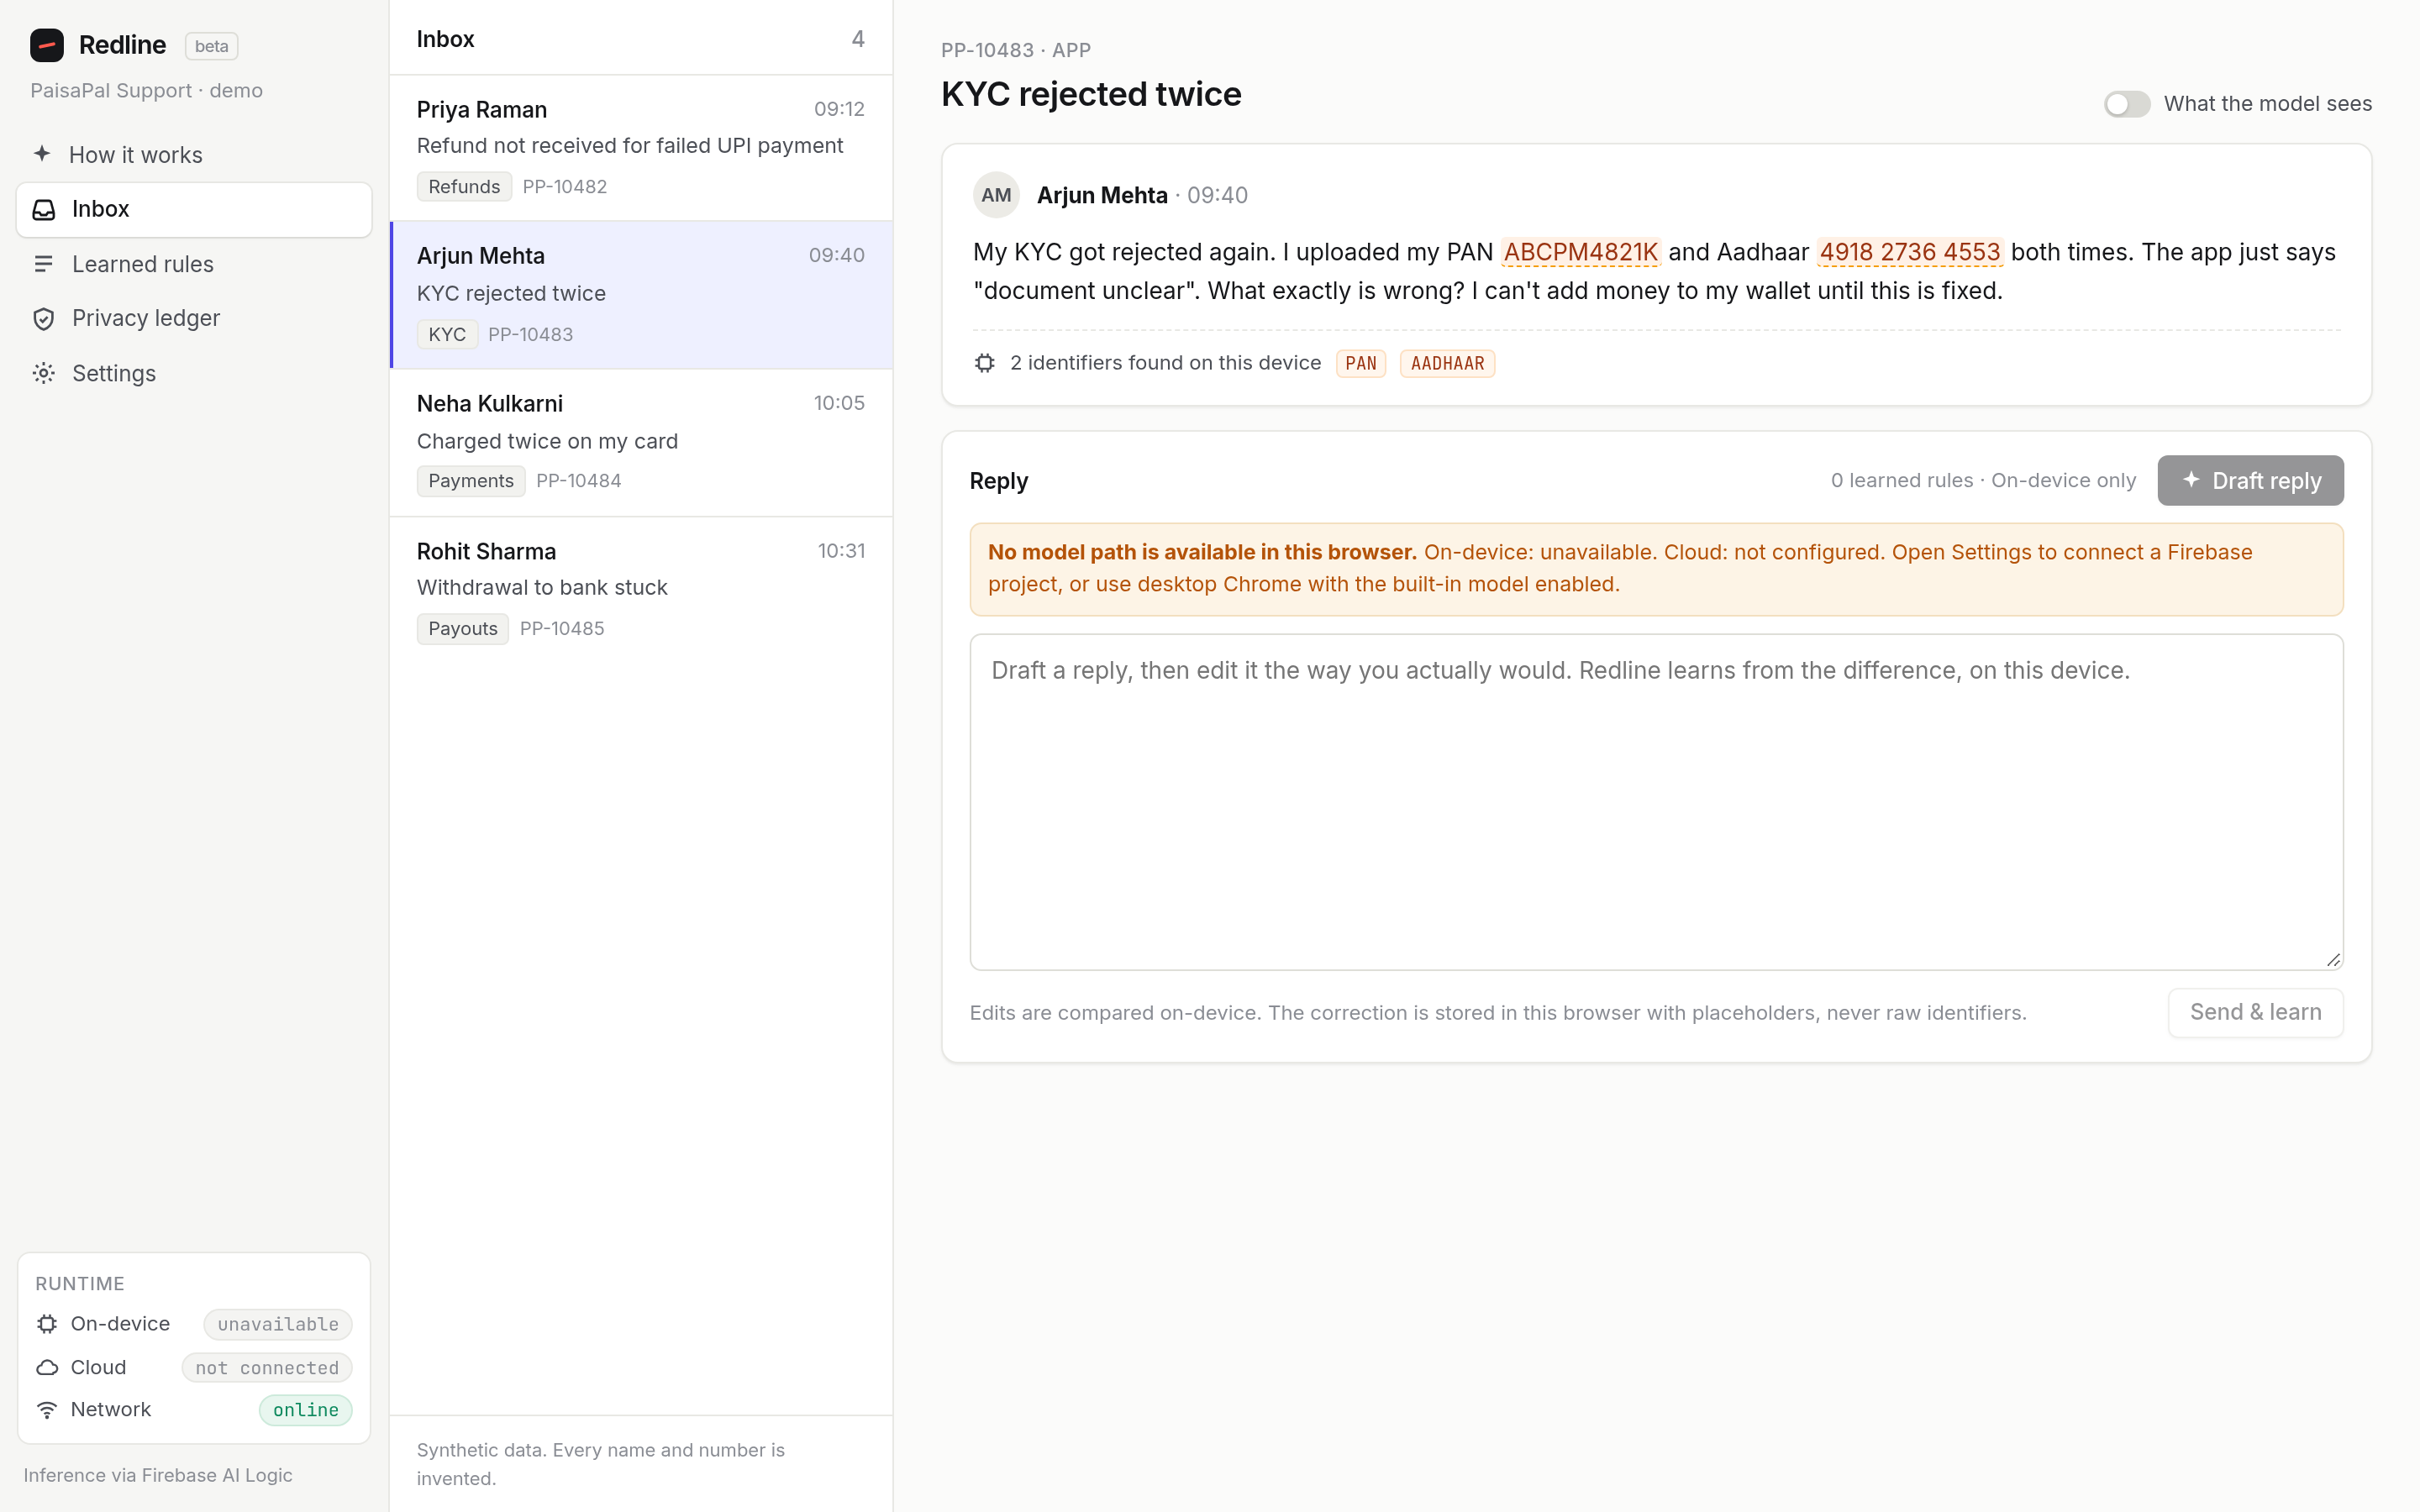 Redline beta
PaisaPal Support · demo
How it works
Inbox
Learned rules
Privacy ledger
Settings
RUNTIME
On-device unavailable
Cloud not connected
Network online
Inference via Firebase AI Logic
Inbox 4
Priya Raman 09:12
Refund not received for failed UPI payment
Refunds PP-10482
Arjun Mehta 09:40
KYC rejected twice
KYC PP-10483
Neha Kulkarni 10:05
Charged twice on my card
Payments PP-10484
Rohit Sharma 10:31
Withdrawal to bank stuck
Payouts PP-10485
Synthetic data. Every name and number is
invented.
PP-10483 · APP
KYC rejected twice
What the model sees
AM Arjun Mehta · 09:40
My KYC got rejected again. I uploaded my PAN ABCPM4821K and Aadhaar 4918 2736 4553 both times. The app just says
"document unclear". What exactly is wrong? I can't add money to my wallet until this is fixed.
2 identifiers found on this device PAN AADHAAR
Reply 0 learned rules · On-device only Draft reply
No model path is available in this browser. On-device: unavailable. Cloud: not configured. Open Settings to connect a Firebase
project, or use desktop Chrome with the built-in model enabled.
Draft a reply, then edit it the way you actually would. Redline learns from the difference, on this device.
Edits are compared on-device. The correction is stored in this browser with placeholders, never raw identifiers. Send & learn